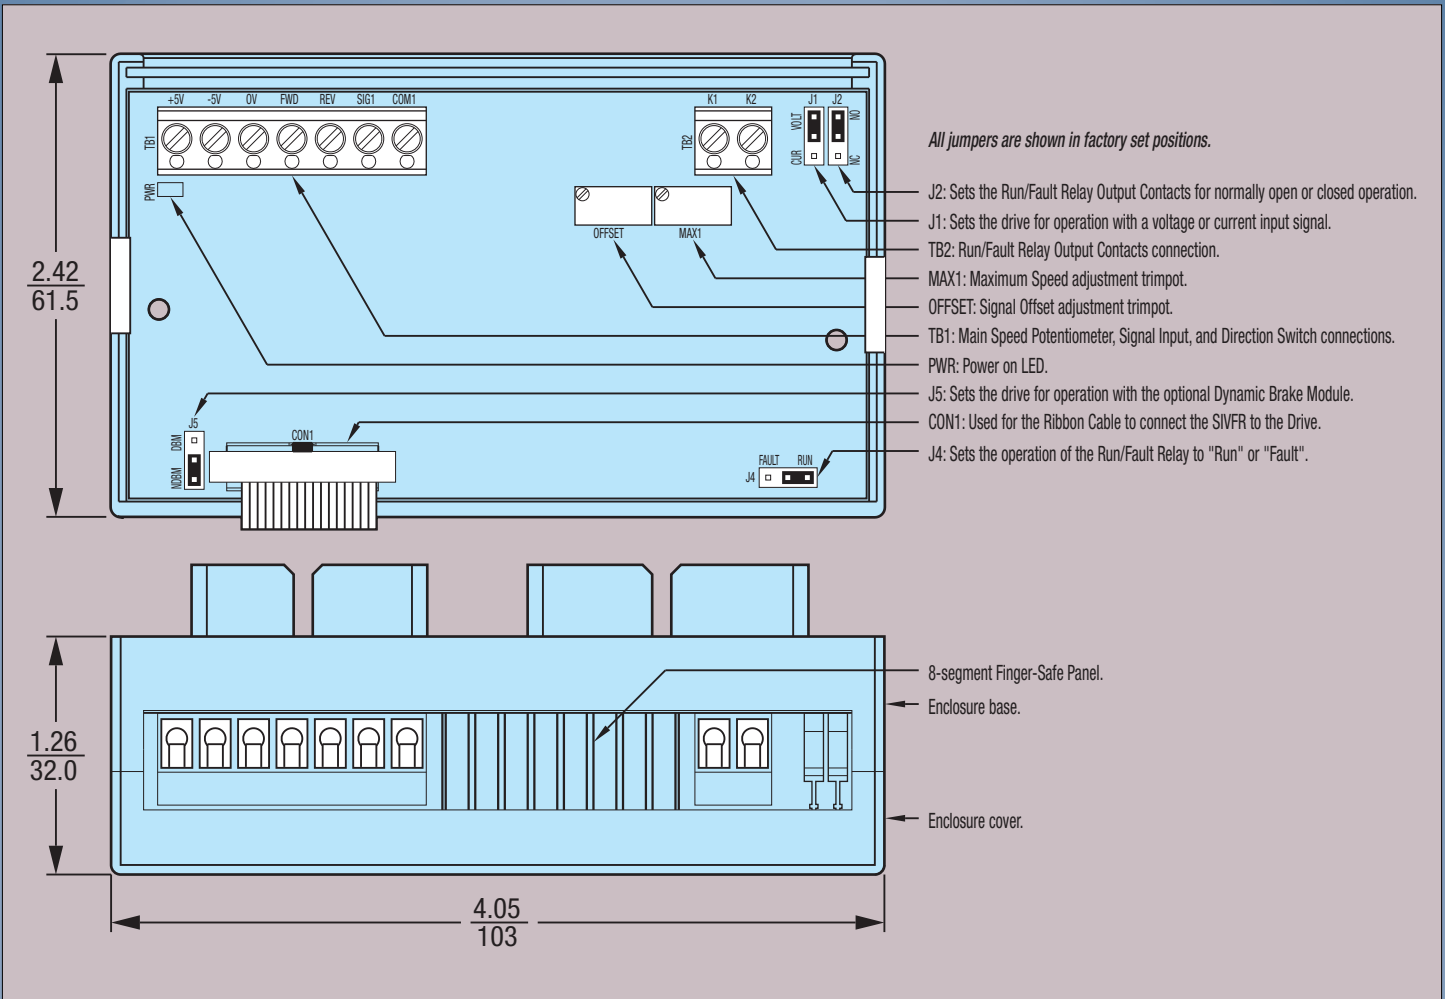 +5V -5V 0V FWD REV SIG1 COM1
TB1
PWR
K1 K2
TB2
J1 J2
VOLT
CUR
NO
NC
OFFSET
MAX1
J5
DBM
NDBM
CON1
FAULT RUN
J4
2.42
61.5
All jumpers are shown in factory set positions.
J2: Sets the Run/Fault Relay Output Contacts for normally open or closed operation.
J1: Sets the drive for operation with a voltage or current input signal.
TB2: Run/Fault Relay Output Contacts connection.
MAX1: Maximum Speed adjustment trimpot.
OFFSET: Signal Offset adjustment trimpot.
TB1: Main Speed Potentiometer, Signal Input, and Direction Switch connections.
PWR: Power on LED.
J5: Sets the drive for operation with the optional Dynamic Brake Module.
CON1: Used for the Ribbon Cable to connect the SIVFR to the Drive.
J4: Sets the operation of the Run/Fault Relay to "Run" or "Fault".
8-segment Finger-Safe Panel.
Enclosure base.
1.26
32.0
Enclosure cover.
4.05
103